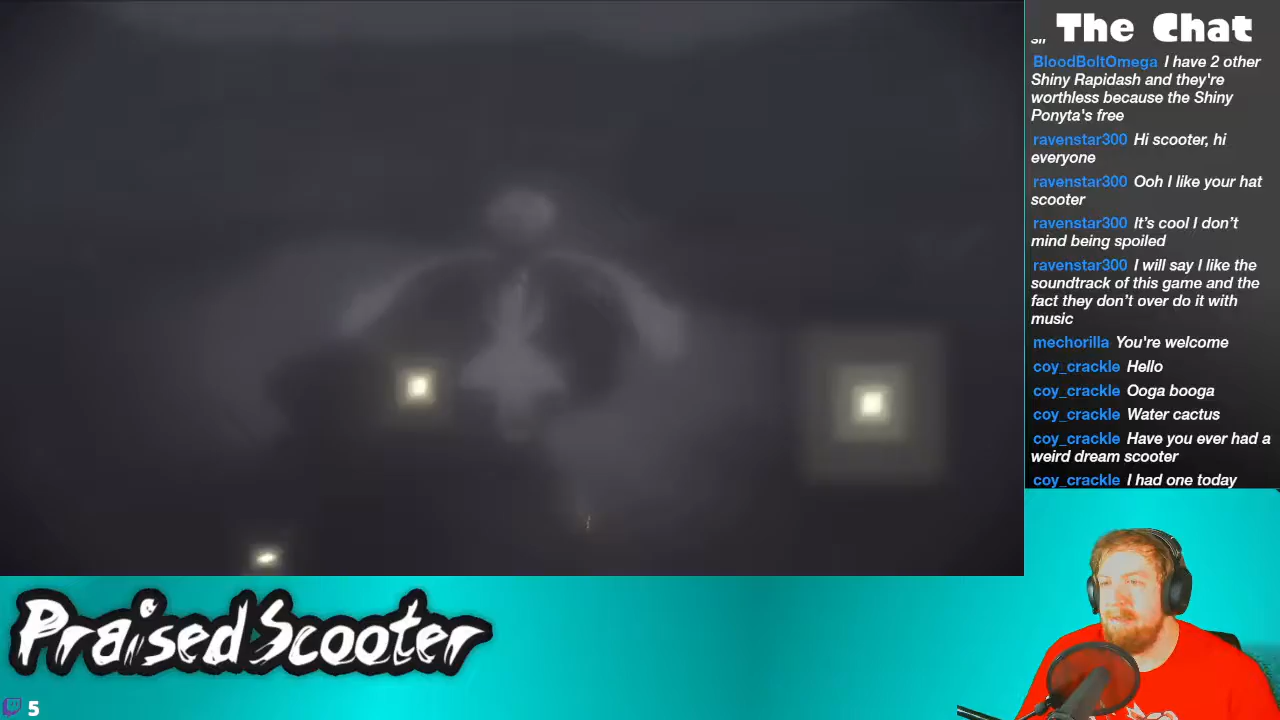 The Chat
BloodBoltOmega I have 2 other
Shiny Rapidash and they're
worthless because the Shiny
Ponyta's free
ravenstar300 Hi scooter, hi
everyone
ravenstar300 Ooh I like your hat
scooter
ravenstar300 It's cool I don't
mind being spoiled
ravenstar300 I will say I like the
soundtrack of this game and the
fact they don't over do it with
music
mechorilla You're welcome
coy_crackle Hello
coy_crackle Ooga booga
coy_crackle Water cactus
coy_crackle Have you ever had a
weird dream scooter
coy_crackle I had one today
PraisedScooter
5